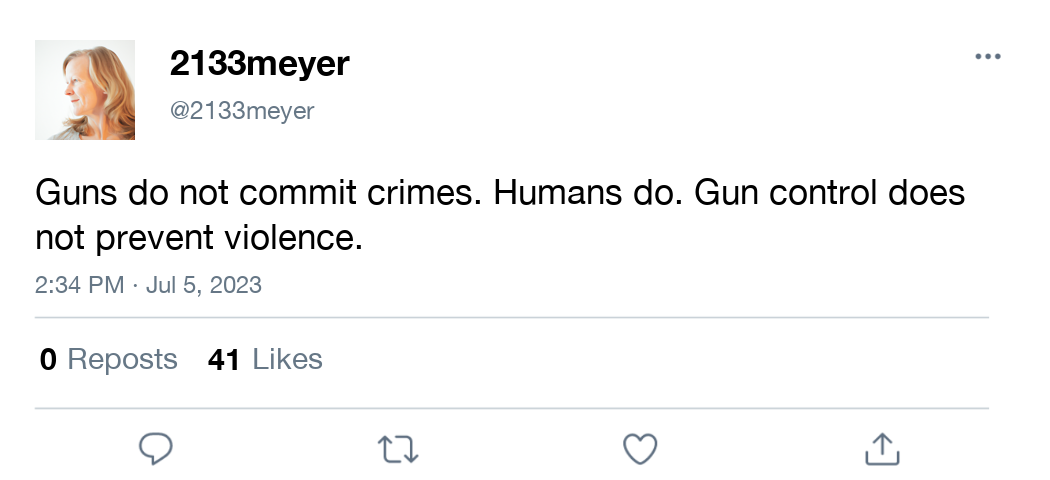 2133meyer
@2133meyer
Guns do not commit crimes. Humans do. Gun control does
not prevent violence.
2:34 PM · Jul 5, 2023
0 Reposts 41 Likes